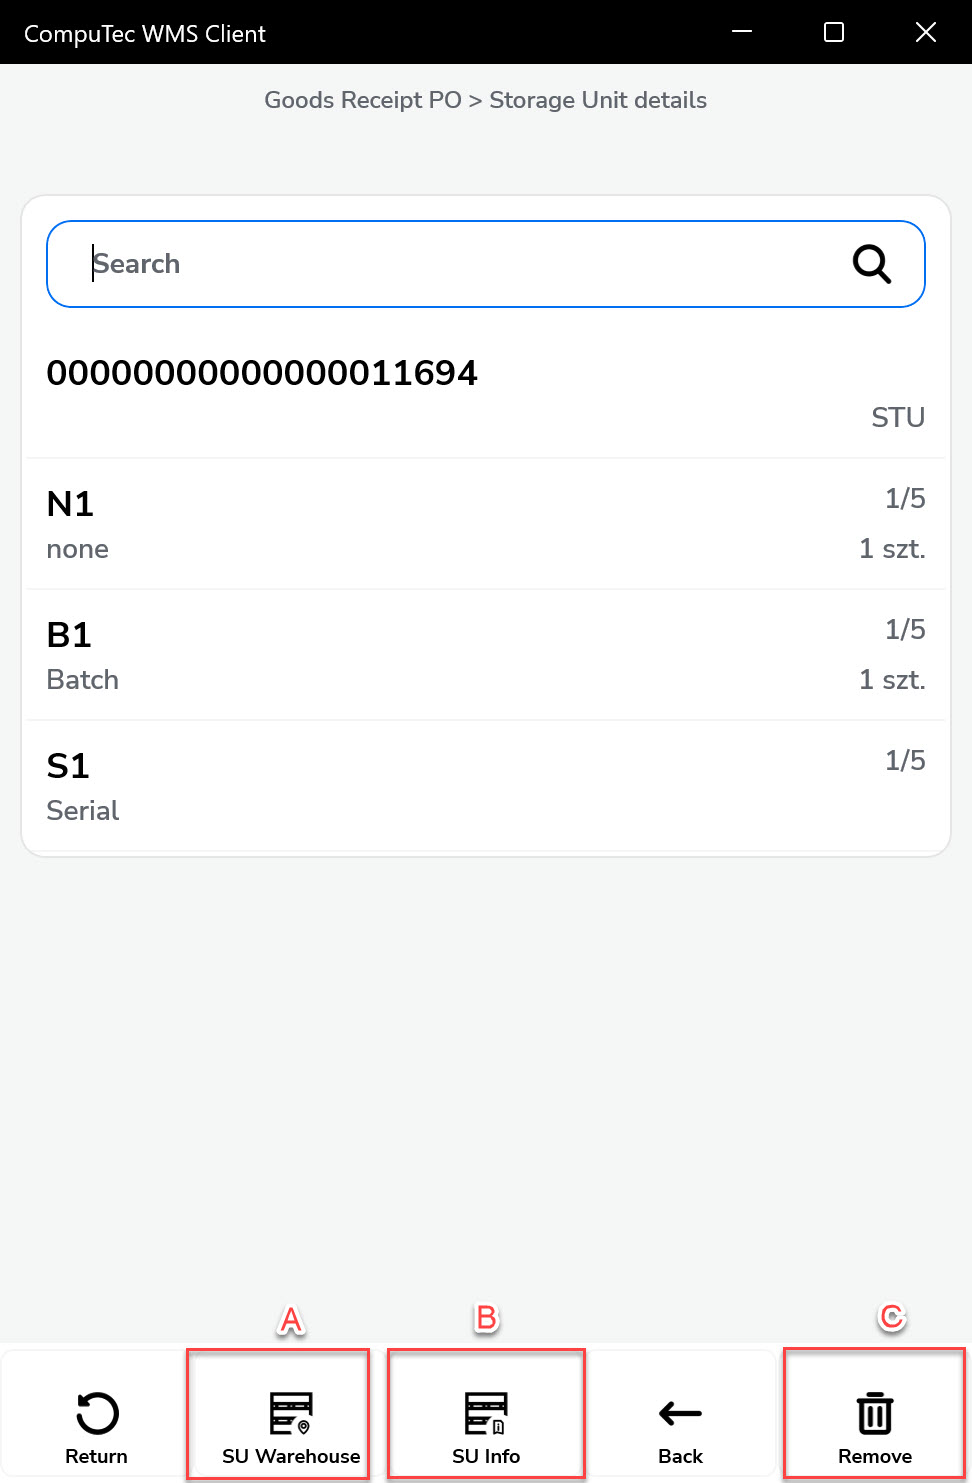 CompuTec WMS Client
Goods Receipt PO > Storage Unit details
Search
00000000000000011694
STU
N1 1/5
none 1 szt.
B1 1/5
Batch 1 szt.
S1 1/5
Serial
A B C
Return SU Warehouse SU Info Back Remove